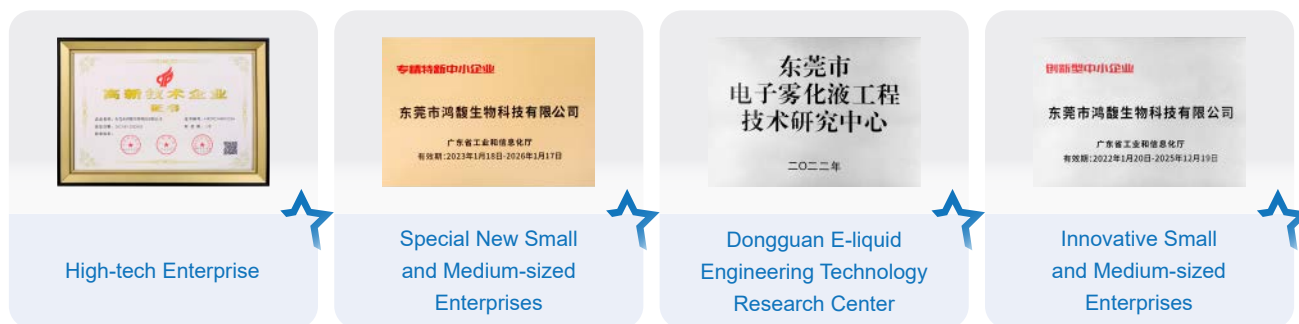 高新技术企业
证书
High-tech Enterprise
专精特新中小企业
东莞市鸿馥生物科技有限公司
广东省工业和信息化厅
有效期:2023年1月18日-2026年1月17日
Special New Small
and Medium-sized
Enterprises
东莞市
电子雾化液工程
技术研究中心
二〇二二年
Dongguan E-liquid
Engineering Technology
Research Center
创新型中小企业
东莞市鸿馥生物科技有限公司
广东省工业和信息化厅
有效期:2022年1月20日-2025年12月19日
Innovative Small
and Medium-sized
Enterprises